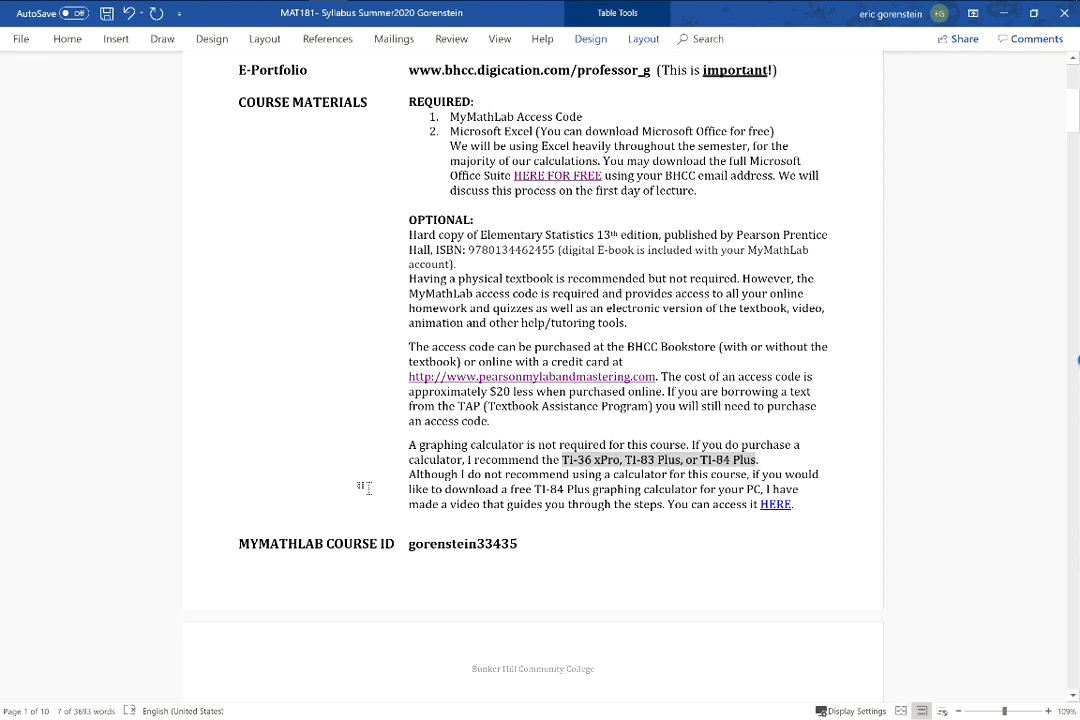 AutoSave Off MAT181- Syllabus Summer2020 Gorenstein Table Tools eric gorenstein EG
File Home Insert Draw Design Layout References Mailings Review View Help Design Layout Search Share Comments
E-Portfolio www.bhcc.digication.com/professor_g (This is important!)
COURSE MATERIALS REQUIRED:
1. MyMathLab Access Code
2. Microsoft Excel (You can download Microsoft Office for free)
We will be using Excel heavily throughout the semester, for the
majority of our calculations. You may download the full Microsoft
Office Suite HERE FOR FREE using your BHCC email address. We will
discuss this process on the first day of lecture.
OPTIONAL:
Hard copy of Elementary Statistics 13th edition, published by Pearson Prentice
Hall, ISBN: 9780134462455 (digital E-book is included with your MyMathLab
account).
Having a physical textbook is recommended but not required. However, the
MyMathLab access code is required and provides access to all your online
homework and quizzes as well as an electronic version of the textbook, video,
animation and other help/tutoring tools.
The access code can be purchased at the BHCC Bookstore (with or without the
textbook) or online with a credit card at
http://www.pearsonmylabandmastering.com. The cost of an access code is
approximately $20 less when purchased online. If you are borrowing a text
from the TAP (Textbook Assistance Program) you will still need to purchase
an access code.
A graphing calculator is not required for this course. If you do purchase a
calculator, I recommend the TI-36 xPro, TI-83 Plus, or TI-84 Plus.
Although I do not recommend using a calculator for this course, if you would
like to download a free TI-84 Plus graphing calculator for your PC, I have
made a video that guides you through the steps. You can access it HERE.
MYMATHLAB COURSE ID gorenstein33435
Bunker Hill Community College
Page 1 of 10 7 of 3693 words English (United States) Display Settings 109%